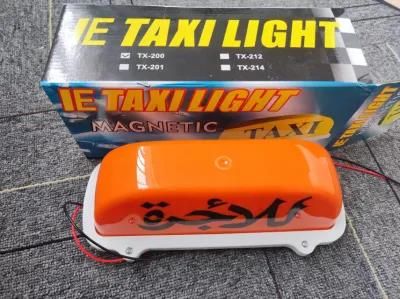 IE TAXI LIGHT
TX-200 TX-212
TX-201 TX-214
IE TAXI LIGHT
MAGNETIC
TAXI
للأجرة